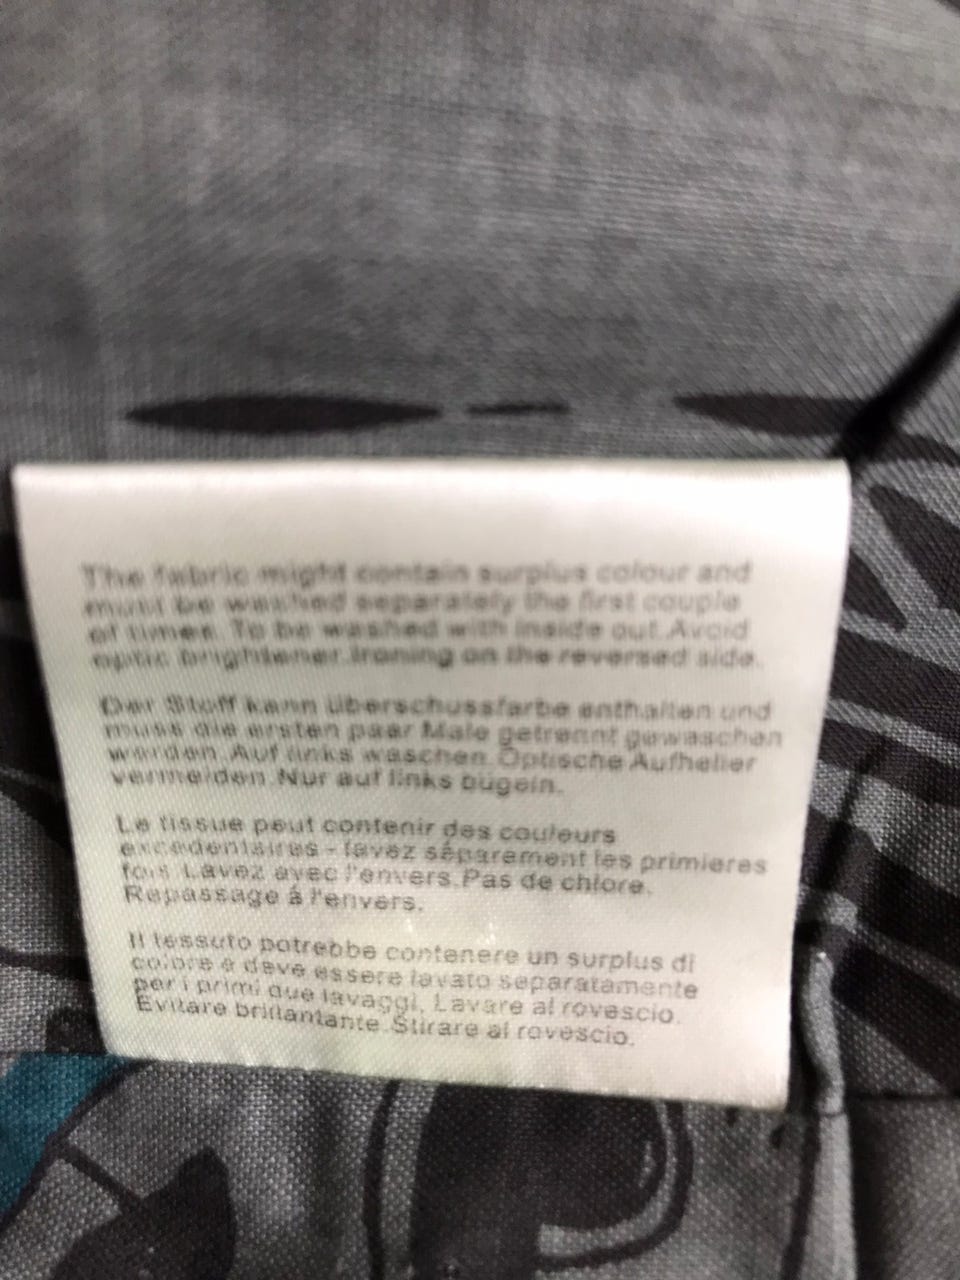 The fabric might contain surplus colour and
must be washed separately the first couple
of times. To be washed with inside out.Avoid
optic brightener.Ironing on the reversed side.
Der Stoff kann überschussfarbe enthalten und
muss die ersten paar Male getrennt gewaschen
werden.Auf links waschen.Optische Aufheller
vermeiden.Nur auf links bügeln.
Le tissue peut contenir des couleurs
excédentaires - lavez séparement les primieres
fois Lavez avec l'envers.Pas de chlore.
Repassage á l'envers.
Il tessuto potrebbe contenere un surplus di
colore e deve essere lavato separatamente
per i primi due lavaggi. Lavare al rovescio.
Evitare brillantante.Stirare al rovescio.